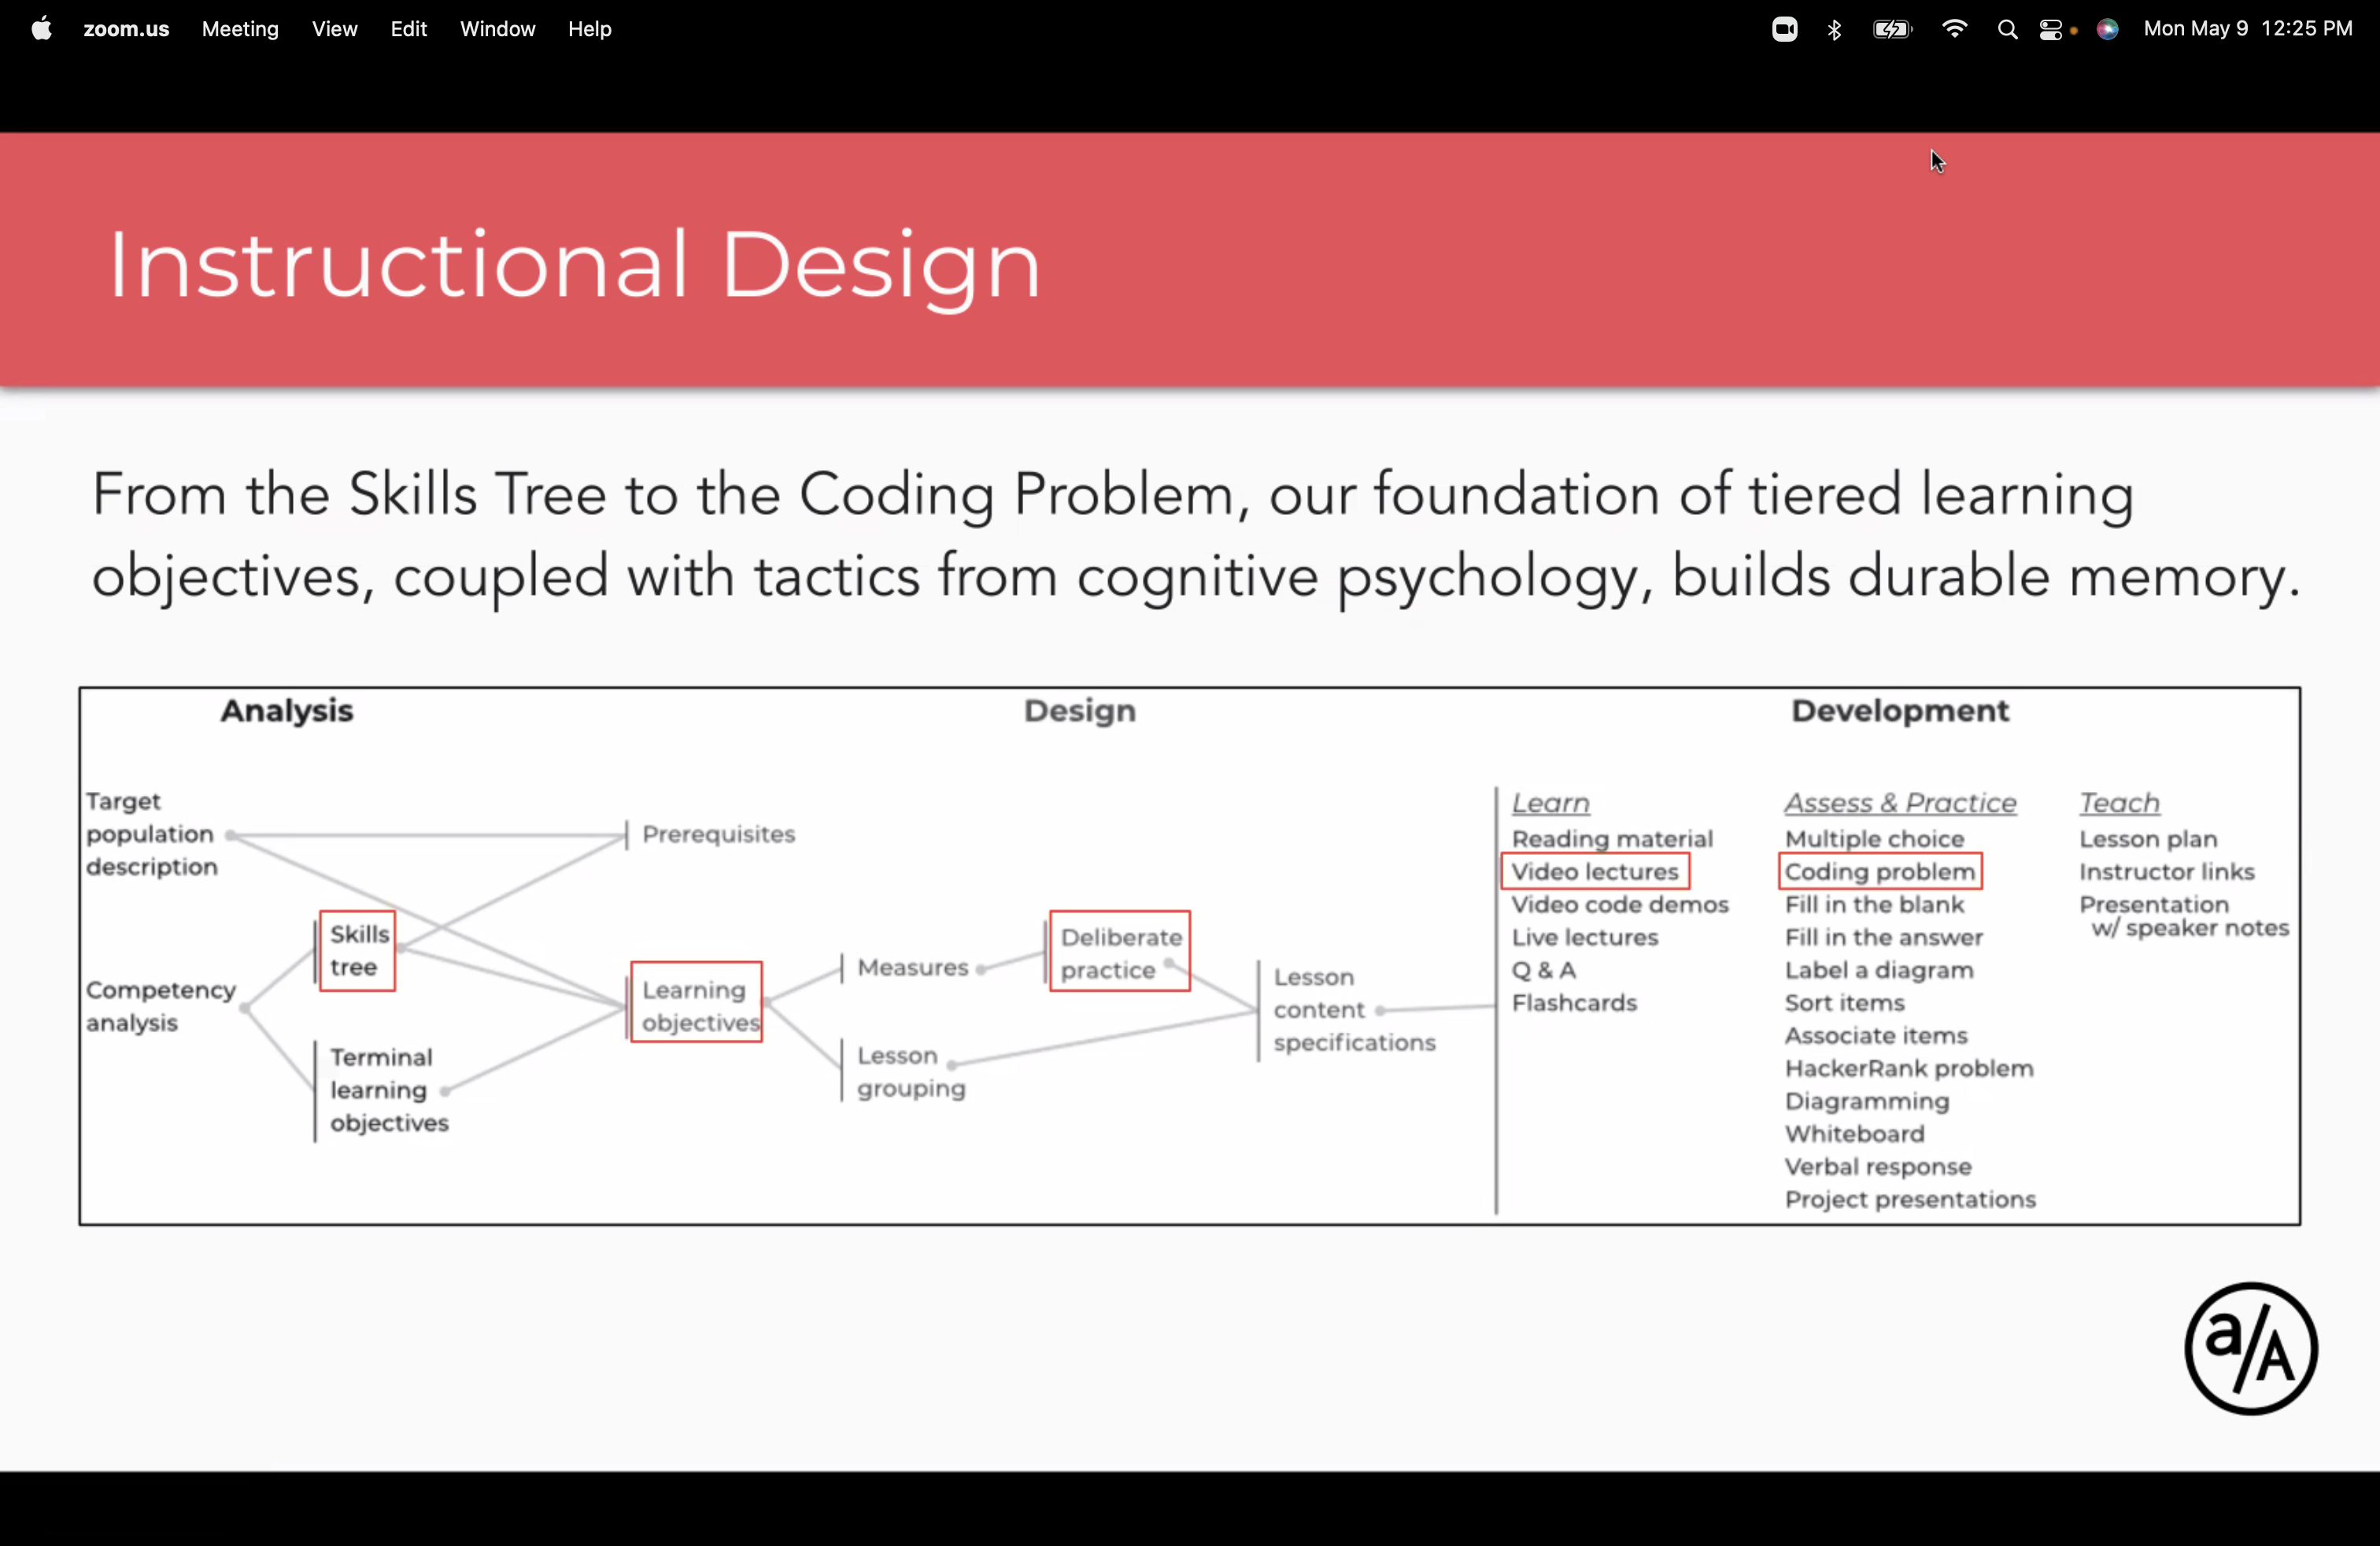 zoom.us Meeting View Edit Window Help Mon May 9 12:25 PM
Instructional Design
From the Skills Tree to the Coding Problem, our foundation of tiered learning
objectives, coupled with tactics from cognitive psychology, builds durable memory.
Analysis
Target
population
description
Skills
tree
Competency
analysis
Terminal
learning
objectives
Design
Prerequisites
Learning
objectives
Measures
Lesson
grouping
Deliberate
practice
Lesson
content
specifications
Development
Learn
Reading material
Video lectures
Video code demos
Live lectures
Q & A
Flashcards
Assess & Practice
Multiple choice
Coding problem
Fill in the blank
Fill in the answer
Label a diagram
Sort items
Associate items
HackerRank problem
Diagramming
Whiteboard
Verbal response
Project presentations
Teach
Lesson plan
Instructor links
Presentation
w/ speaker notes
a/A